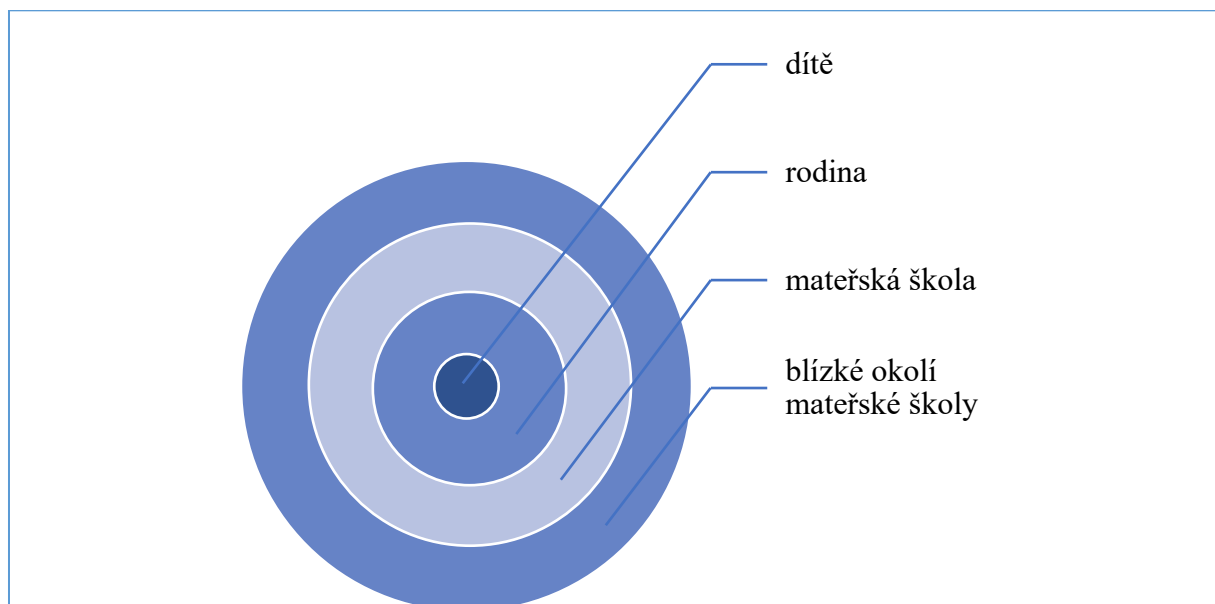 dítě
rodina
mateřská škola
blízké okolí
mateřské školy